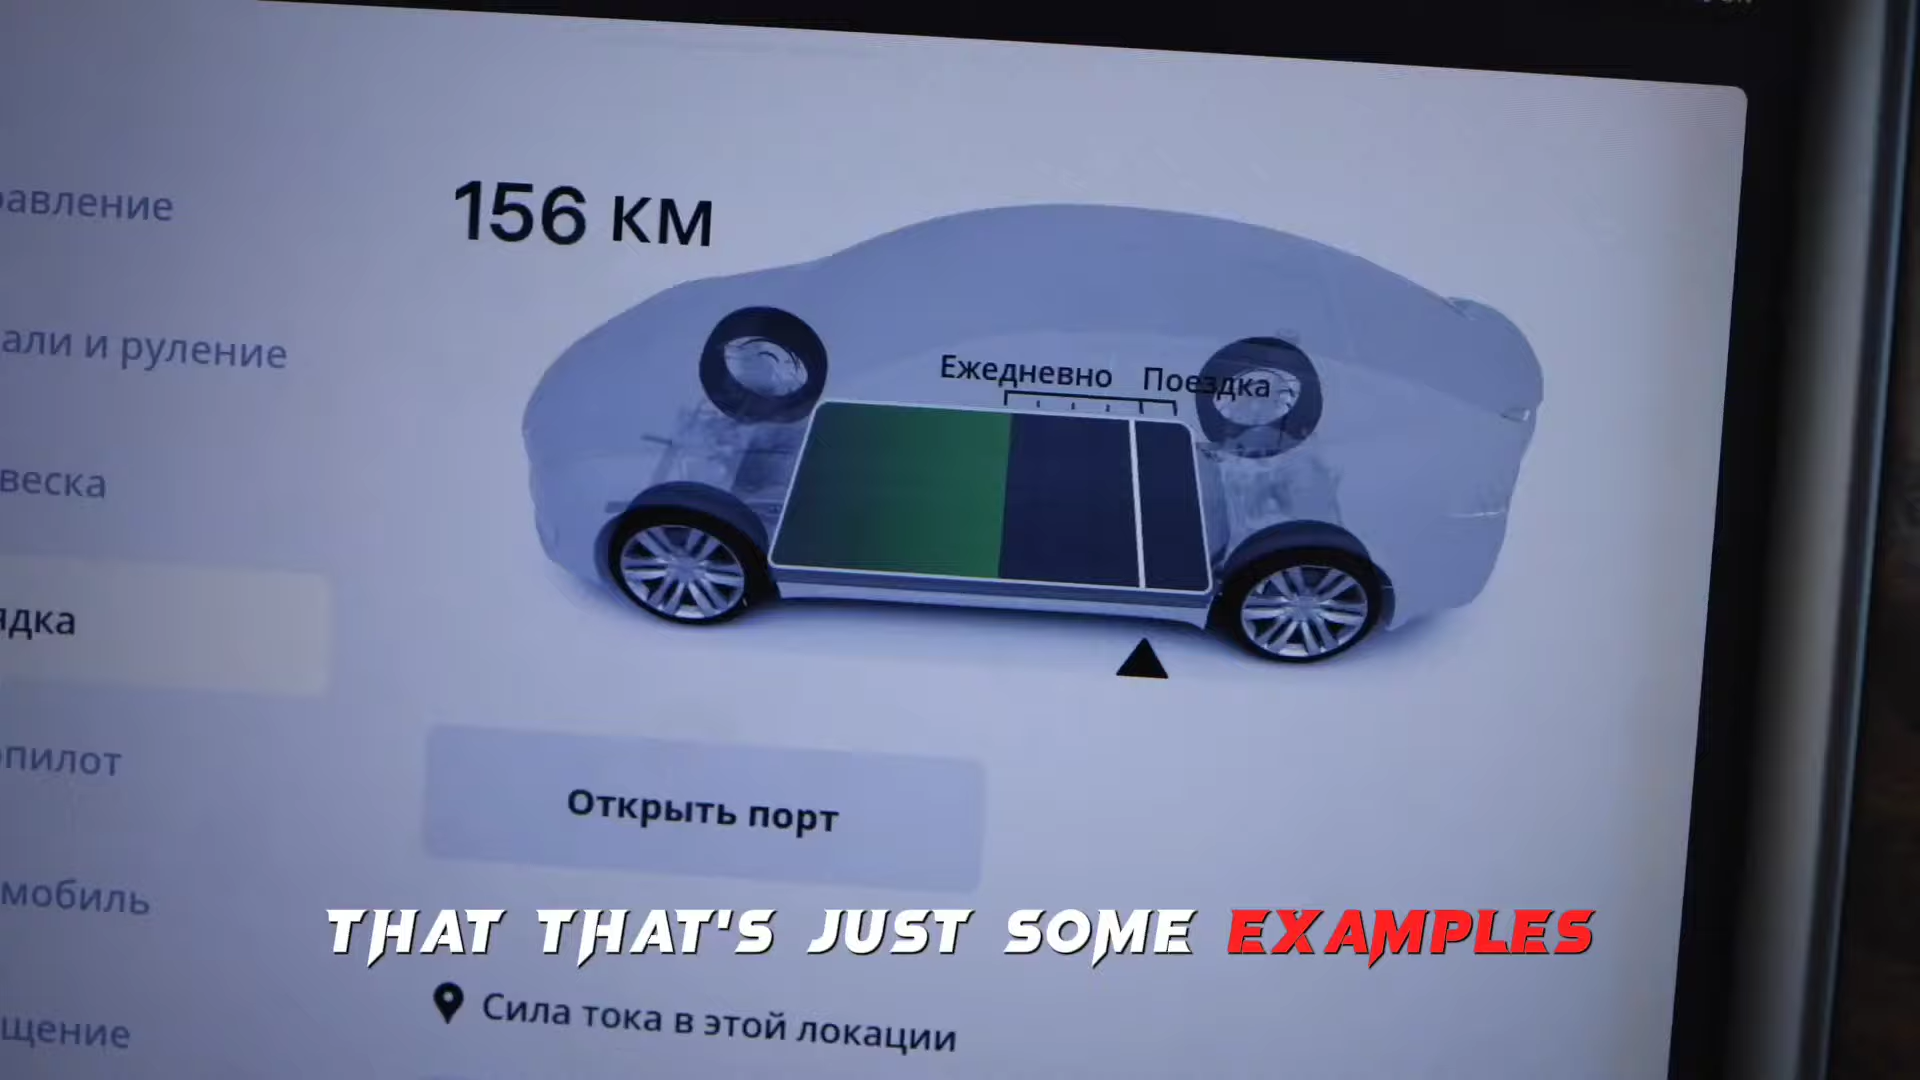 156 км
равление
али и руление
Ежедневно Поездка
веска
ядка
опилот
Открыть порт
мобиль
THAT THAT'S JUST SOME EXAMPLES
Сила тока в этой локации
щение